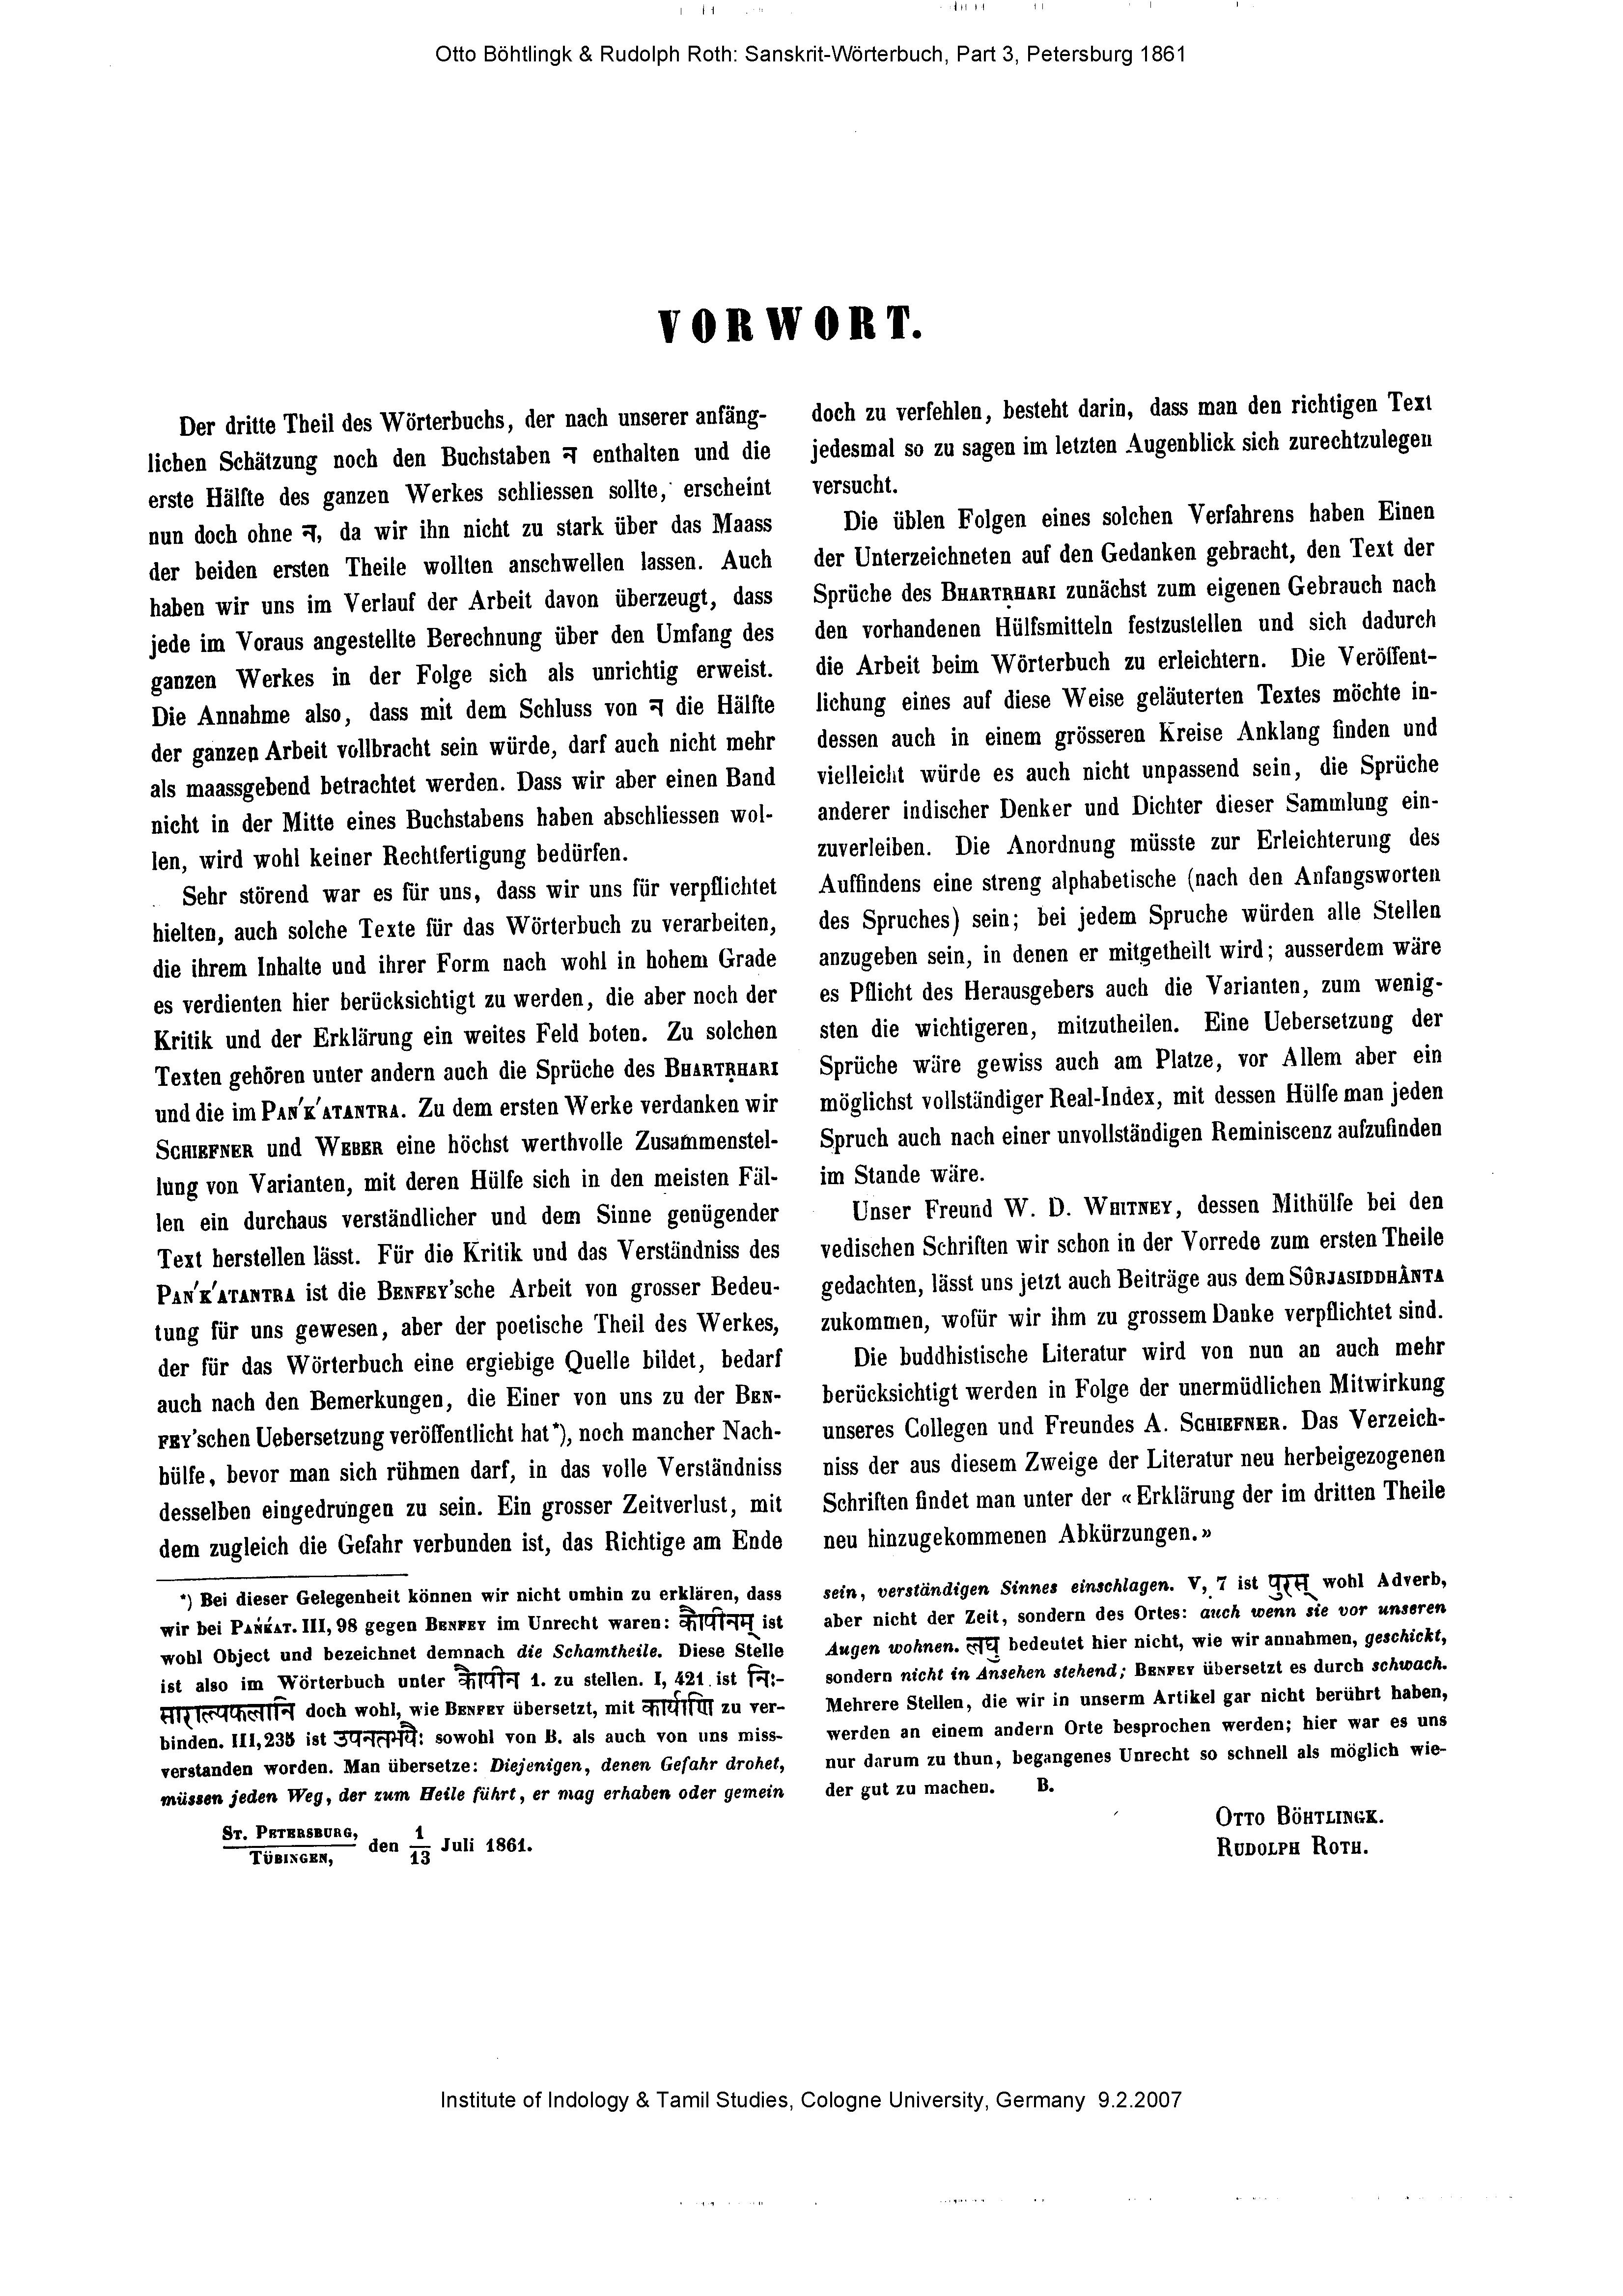 Otto Böhtlingk & Rudolph Roth: Sanskrit-Wörterbuch, Part 3, Petersburg 1861
VORWORT.
Der dritte Theil des Wörterbuchs, der nach unserer anfäng-
lichen Schätzung noch den Buchstaben न enthalten und die
erste Hälfte des ganzen Werkes schliessen sollte, erscheint
nun doch ohne न, da wir ihn nicht zu stark über das Maass
der beiden ersten Theile wollten anschwellen lassen. Auch
haben wir uns im Verlauf der Arbeit davon überzeugt, dass
jede im Voraus angestellte Berechnung über den Umfang des
ganzen Werkes in der Folge sich als unrichtig erweist.
Die Annahme also, dass mit dem Schluss von न die Hälfte
der ganzen Arbeit vollbracht sein würde, darf auch nicht mehr
als maassgebend betrachtet werden. Dass wir aber einen Band
nicht in der Mitte eines Buchstabens haben abschliessen wol-
len, wird wohl keiner Rechtfertigung bedürfen.
Sehr störend war es für uns, dass wir uns für verpflichtet
hielten, auch solche Texte für das Wörterbuch zu verarbeiten,
die ihrem Inhalte und ihrer Form nach wohl in hohem Grade
es verdienten hier berücksichtigt zu werden, die aber noch der
Kritik und der Erklärung ein weites Feld boten. Zu solchen
Texten gehören unter andern auch die Sprüche des BHARTṚHARI
und die im PAN′K′ATANTRA. Zu dem ersten Werke verdanken wir
SCHIEFNER und WEBER eine höchst werthvolle Zusammenstel-
lung von Varianten, mit deren Hülfe sich in den meisten Fäl-
len ein durchaus verständlicher und dem Sinne genügender
Text herstellen lässt. Für die Kritik und das Verständniss des
PAN′K′ATANTRA ist die BENFEY'sche Arbeit von grosser Bedeu-
tung für uns gewesen, aber der poetische Theil des Werkes,
der für das Wörterbuch eine ergiebige Quelle bildet, bedarf
auch nach den Bemerkungen, die Einer von uns zu der BEN-
FEY'schen Uebersetzung veröffentlicht hat*), noch mancher Nach-
hülfe, bevor man sich rühmen darf, in das volle Verständniss
desselben eingedrungen zu sein. Ein grosser Zeitverlust, mit
dem zugleich die Gefahr verbunden ist, das Richtige am Ende
doch zu verfehlen, besteht darin, dass man den richtigen Text
jedesmal so zu sagen im letzten Augenblick sich zurechtzulegen
versucht.
Die üblen Folgen eines solchen Verfahrens haben Einen
der Unterzeichneten auf den Gedanken gebracht, den Text der
Sprüche des BHARTṚHARI zunächst zum eigenen Gebrauch nach
den vorhandenen Hülfsmitteln festzustellen und sich dadurch
die Arbeit beim Wörterbuch zu erleichtern. Die Veröffent-
lichung eines auf diese Weise geläuterten Textes möchte in-
dessen auch in einem grösseren Kreise Anklang finden und
vielleicht würde es auch nicht unpassend sein, die Sprüche
anderer indischer Denker und Dichter dieser Sammlung ein-
zuverleiben. Die Anordnung müsste zur Erleichterung des
Auffindens eine streng alphabetische (nach den Anfangsworten
des Spruches) sein; bei jedem Spruche würden alle Stellen
anzugeben sein, in denen er mitgetheilt wird; ausserdem wäre
es Pflicht des Herausgebers auch die Varianten, zum wenig-
sten die wichtigeren, mitzutheilen. Eine Uebersetzung der
Sprüche wäre gewiss auch am Platze, vor Allem aber ein
möglichst vollständiger Real-Index, mit dessen Hülfe man jeden
Spruch auch nach einer unvollständigen Reminiscenz aufzufinden
im Stande wäre.
Unser Freund W. D. WHITNEY, dessen Mithülfe bei den
vedischen Schriften wir schon in der Vorrede zum ersten Theile
gedachten, lässt uns jetzt auch Beiträge aus dem SÛRJASIDDHÂNTA
zukommen, wofür wir ihm zu grossem Danke verpflichtet sind.
Die buddhistische Literatur wird von nun an auch mehr
berücksichtigt werden in Folge der unermüdlichen Mitwirkung
unseres Collegen und Freundes A. SCHIEFNER. Das Verzeich-
niss der aus diesem Zweige der Literatur neu herbeigezogenen
Schriften findet man unter der «Erklärung der im dritten Theile
neu hinzugekommenen Abkürzungen.»
*) Bei dieser Gelegenheit können wir nicht umhin zu erklären, dass
wir bei PAŃḰAT. III, 98 gegen BENFEY im Unrecht waren: कौपीनम् ist
wohl Object und bezeichnet demnach die Schamtheile. Diese Stelle
ist also im Wörterbuch unter कौपीन 1. zu stellen. I, 421 ist निः-
साराल्पफलानि doch wohl, wie BENFEY übersetzt, mit कार्याणि zu ver-
binden. III, 235 ist उपनतभयैः sowohl von B. als auch von uns miss-
verstanden worden. Man übersetze: Diejenigen, denen Gefahr drohet,
müssen jeden Weg, der zum Heile führt, er mag erhaben oder gemein
sein, verständigen Sinnes einschlagen. V, 7 ist पुरस् wohl Adverb,
aber nicht der Zeit, sondern des Ortes: auch wenn sie vor unseren
Augen wohnen. लघु bedeutet hier nicht, wie wir annahmen, geschickt,
sondern nicht in Ansehen stehend; BENFEY übersetzt es durch schwach.
Mehrere Stellen, die wir in unserm Artikel gar nicht berührt haben,
werden an einem andern Orte besprochen werden; hier war es uns
nur darum zu thun, begangenes Unrecht so schnell als möglich wie-
der gut zu machen. B.
ST. PETERSBURG,
TÜBINGEN, den 1/13 Juli 1861.
OTTO BÖHTLINGK.
RUDOLPH ROTH.
Institute of Indology & Tamil Studies, Cologne University, Germany 9.2.2007